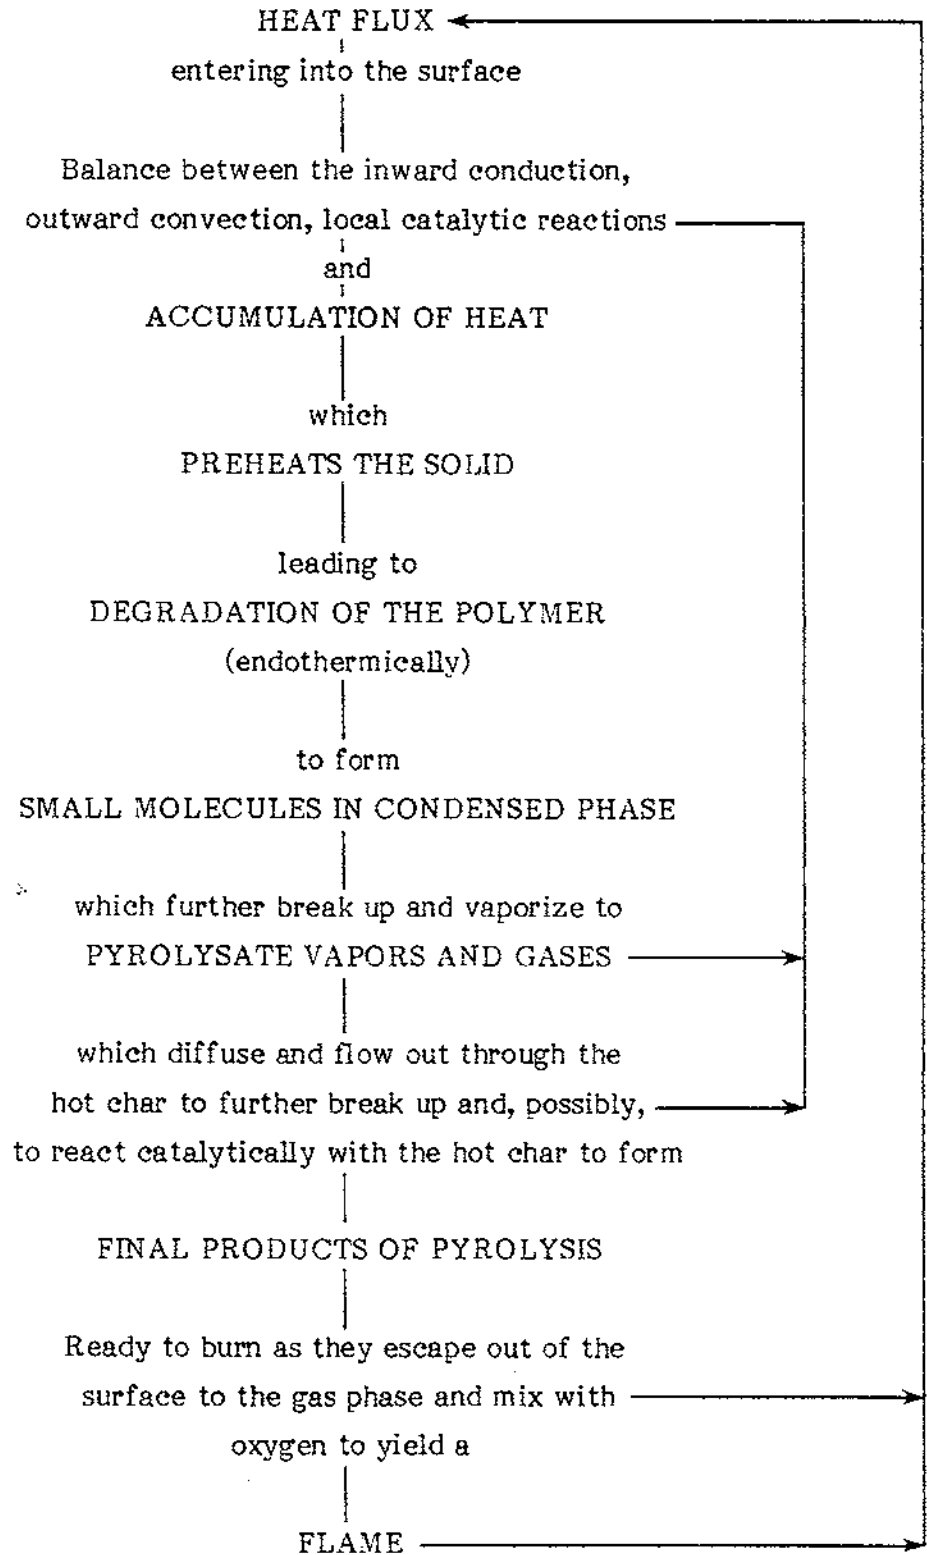 HEAT FLUX
entering into the surface
Balance between the inward conduction,
outward convection, local catalytic reactions
and
ACCUMULATION OF HEAT
which
PREHEATS THE SOLID
leading to
DEGRADATION OF THE POLYMER
(endothermically)
to form
SMALL MOLECULES IN CONDENSED PHASE
which further break up and vaporize to
PYROLYSATE VAPORS AND GASES
which diffuse and flow out through the
hot char to further break up and, possibly,
to react catalytically with the hot char to form
FINAL PRODUCTS OF PYROLYSIS
Ready to burn as they escape out of the
surface to the gas phase and mix with
oxygen to yield a
FLAME